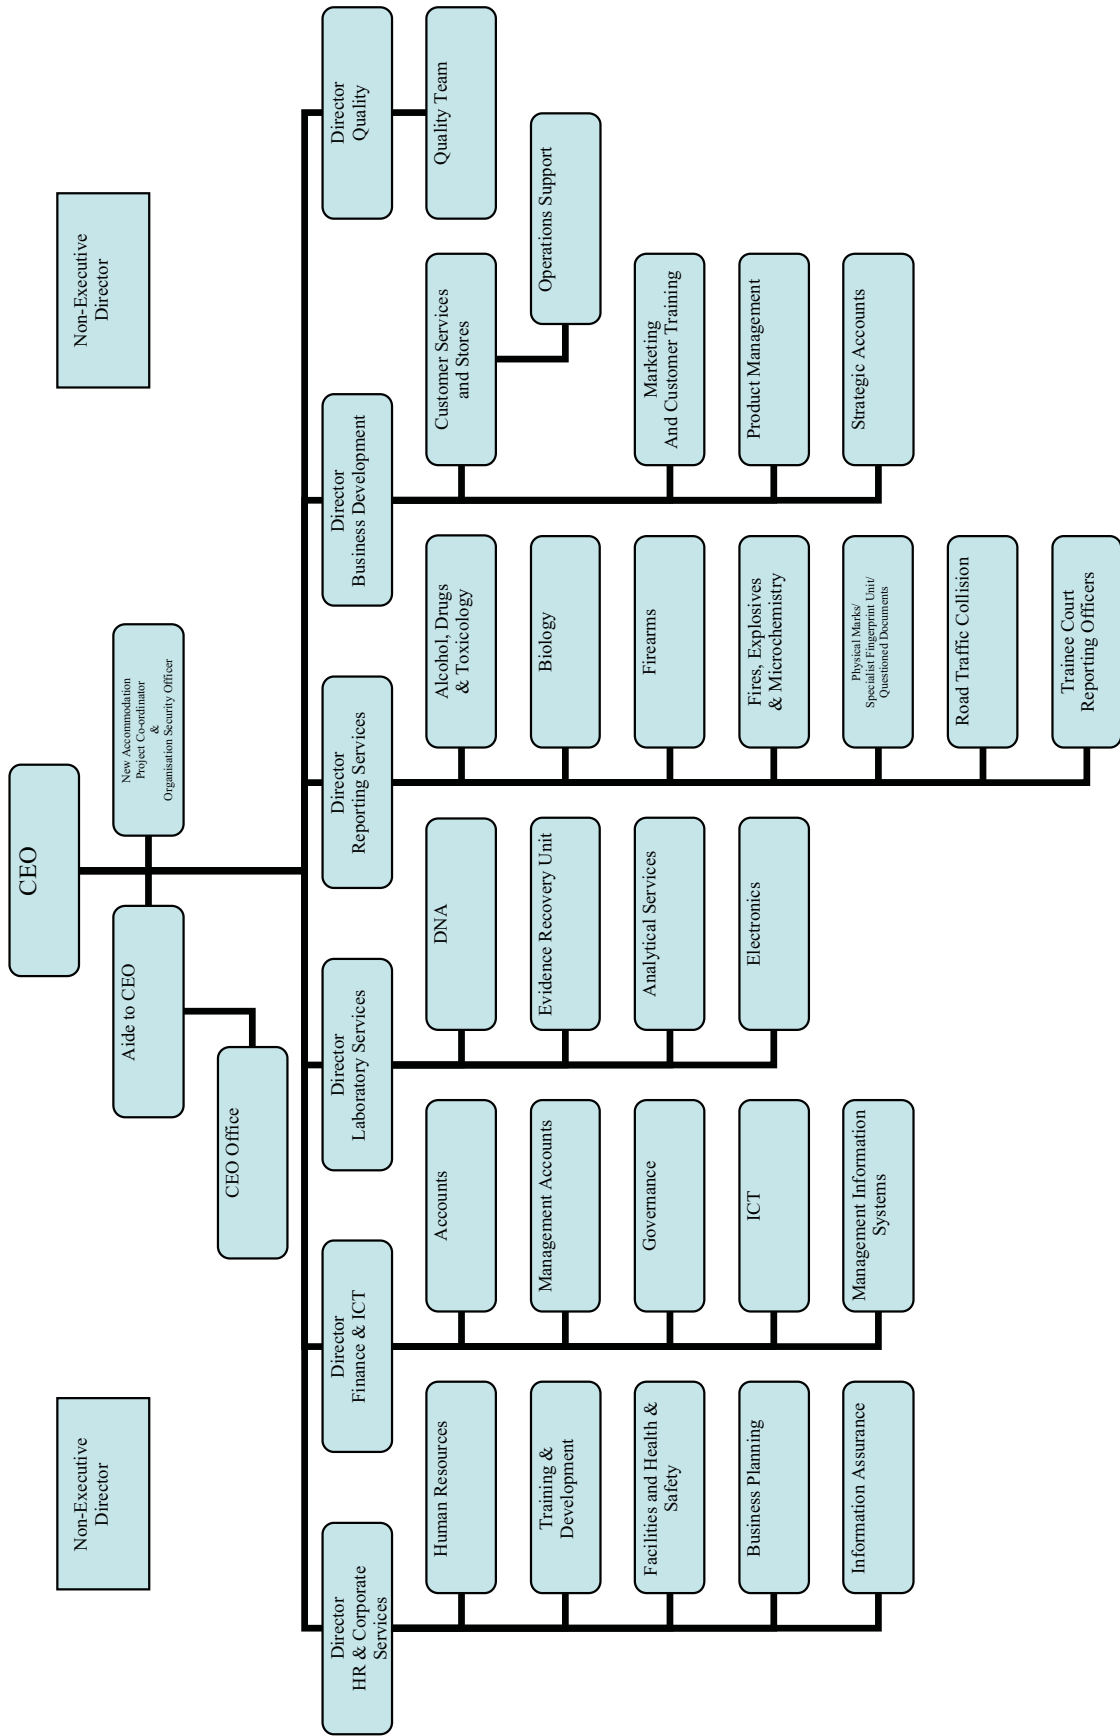 CEO
Non-Executive
Director
Non-Executive
Director
Aide to CEO
New Accommodation
Project Co-ordinator
&
Organisation Security Officer
CEO Office
Director
HR & Corporate
Services
Director
Finance & ICT
Director
Laboratory Services
Director
Reporting Services
Director
Business Development
Director
Quality
Human Resources
Training &
Development
Facilities and Health &
Safety
Business Planning
Information Assurance
Accounts
Management Accounts
Governance
ICT
Management Information
Systems
DNA
Evidence Recovery Unit
Analytical Services
Electronics
Alcohol, Drugs
& Toxicology
Biology
Firearms
Fires, Explosives
& Microchemistry
Physical Marks/
Specialist Fingerprint Unit/
Questioned Documents
Road Traffic Collision
Trainee Court
Reporting Officers
Customer Services
and Stores
Operations Support
Marketing
And Customer Training
Product Management
Strategic Accounts
Quality Team